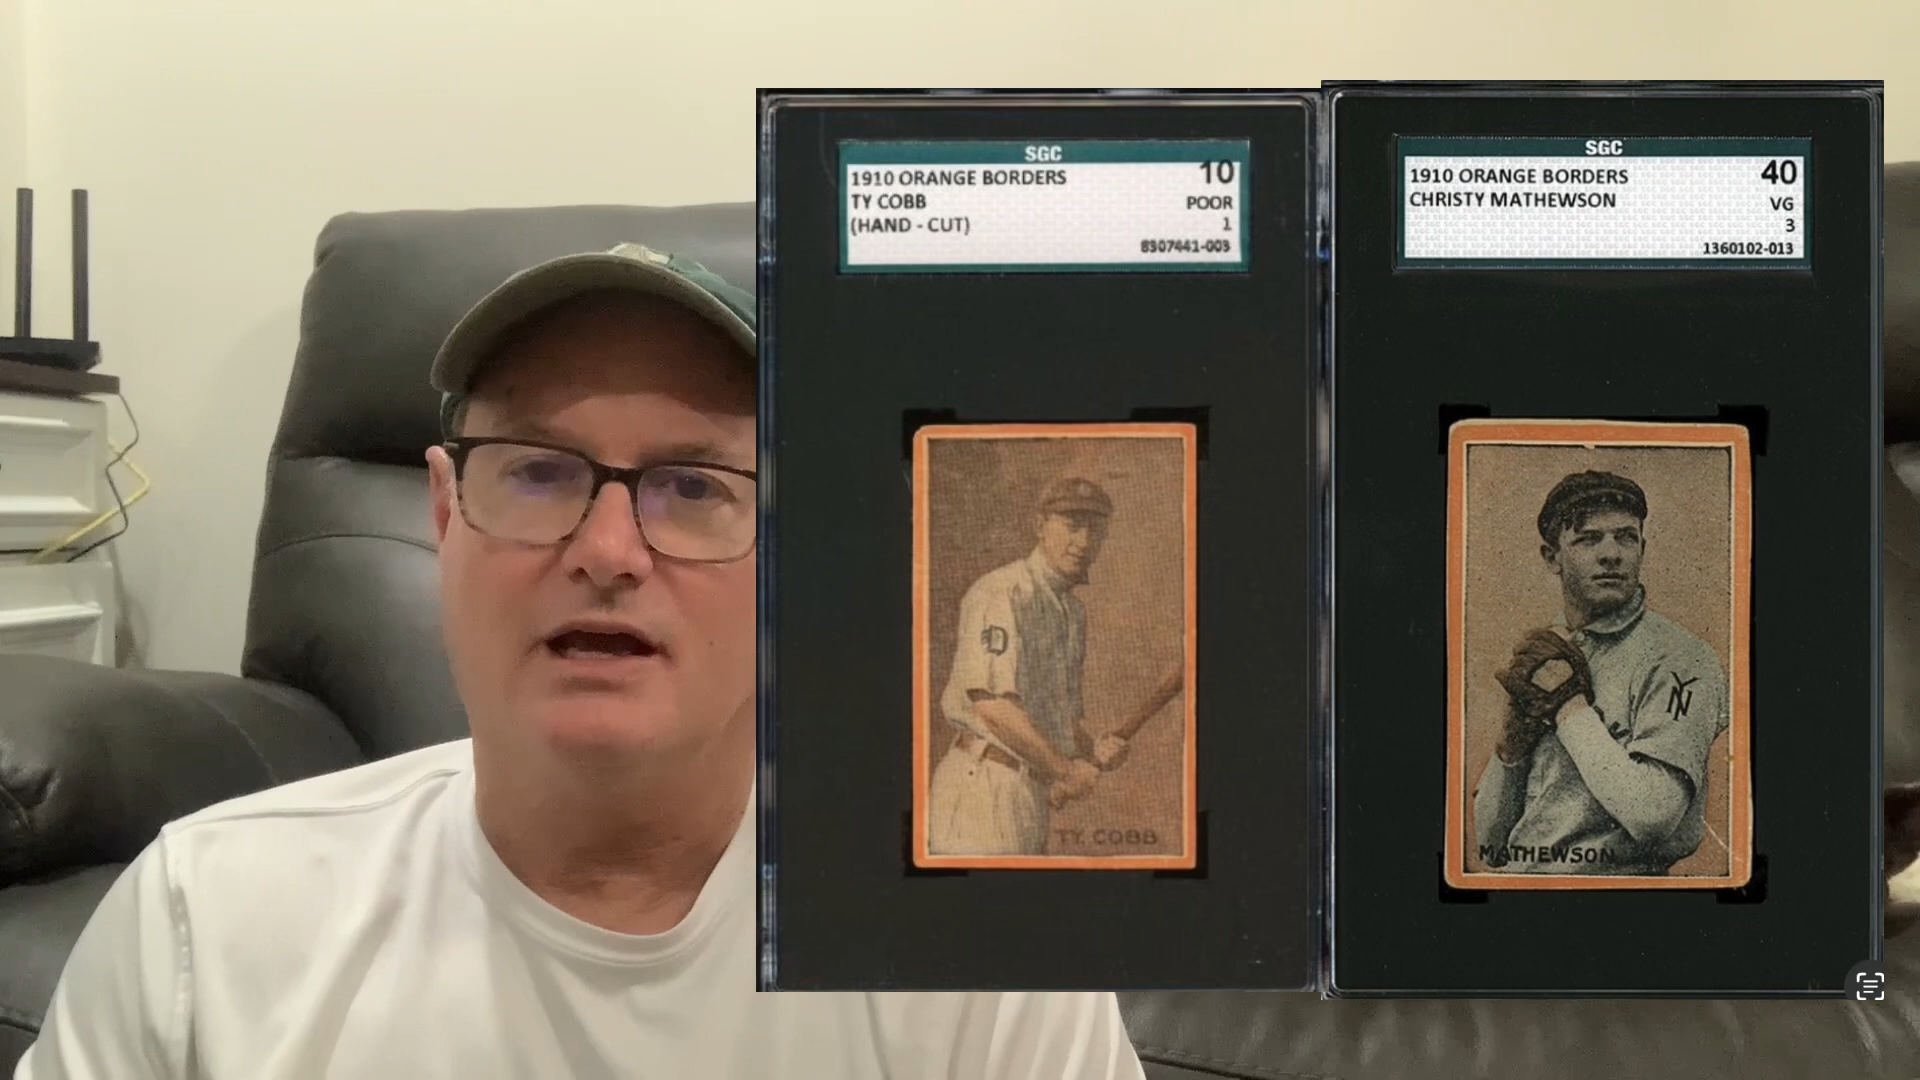 SGC
1910 ORANGE BORDERS 10
TY COBB POOR
(HAND - CUT) 1
8307441-003
TY. COBB
SGC
1910 ORANGE BORDERS 40
CHRISTY MATHEWSON VG
3
1360102-013
NY
MATHEWSON
D